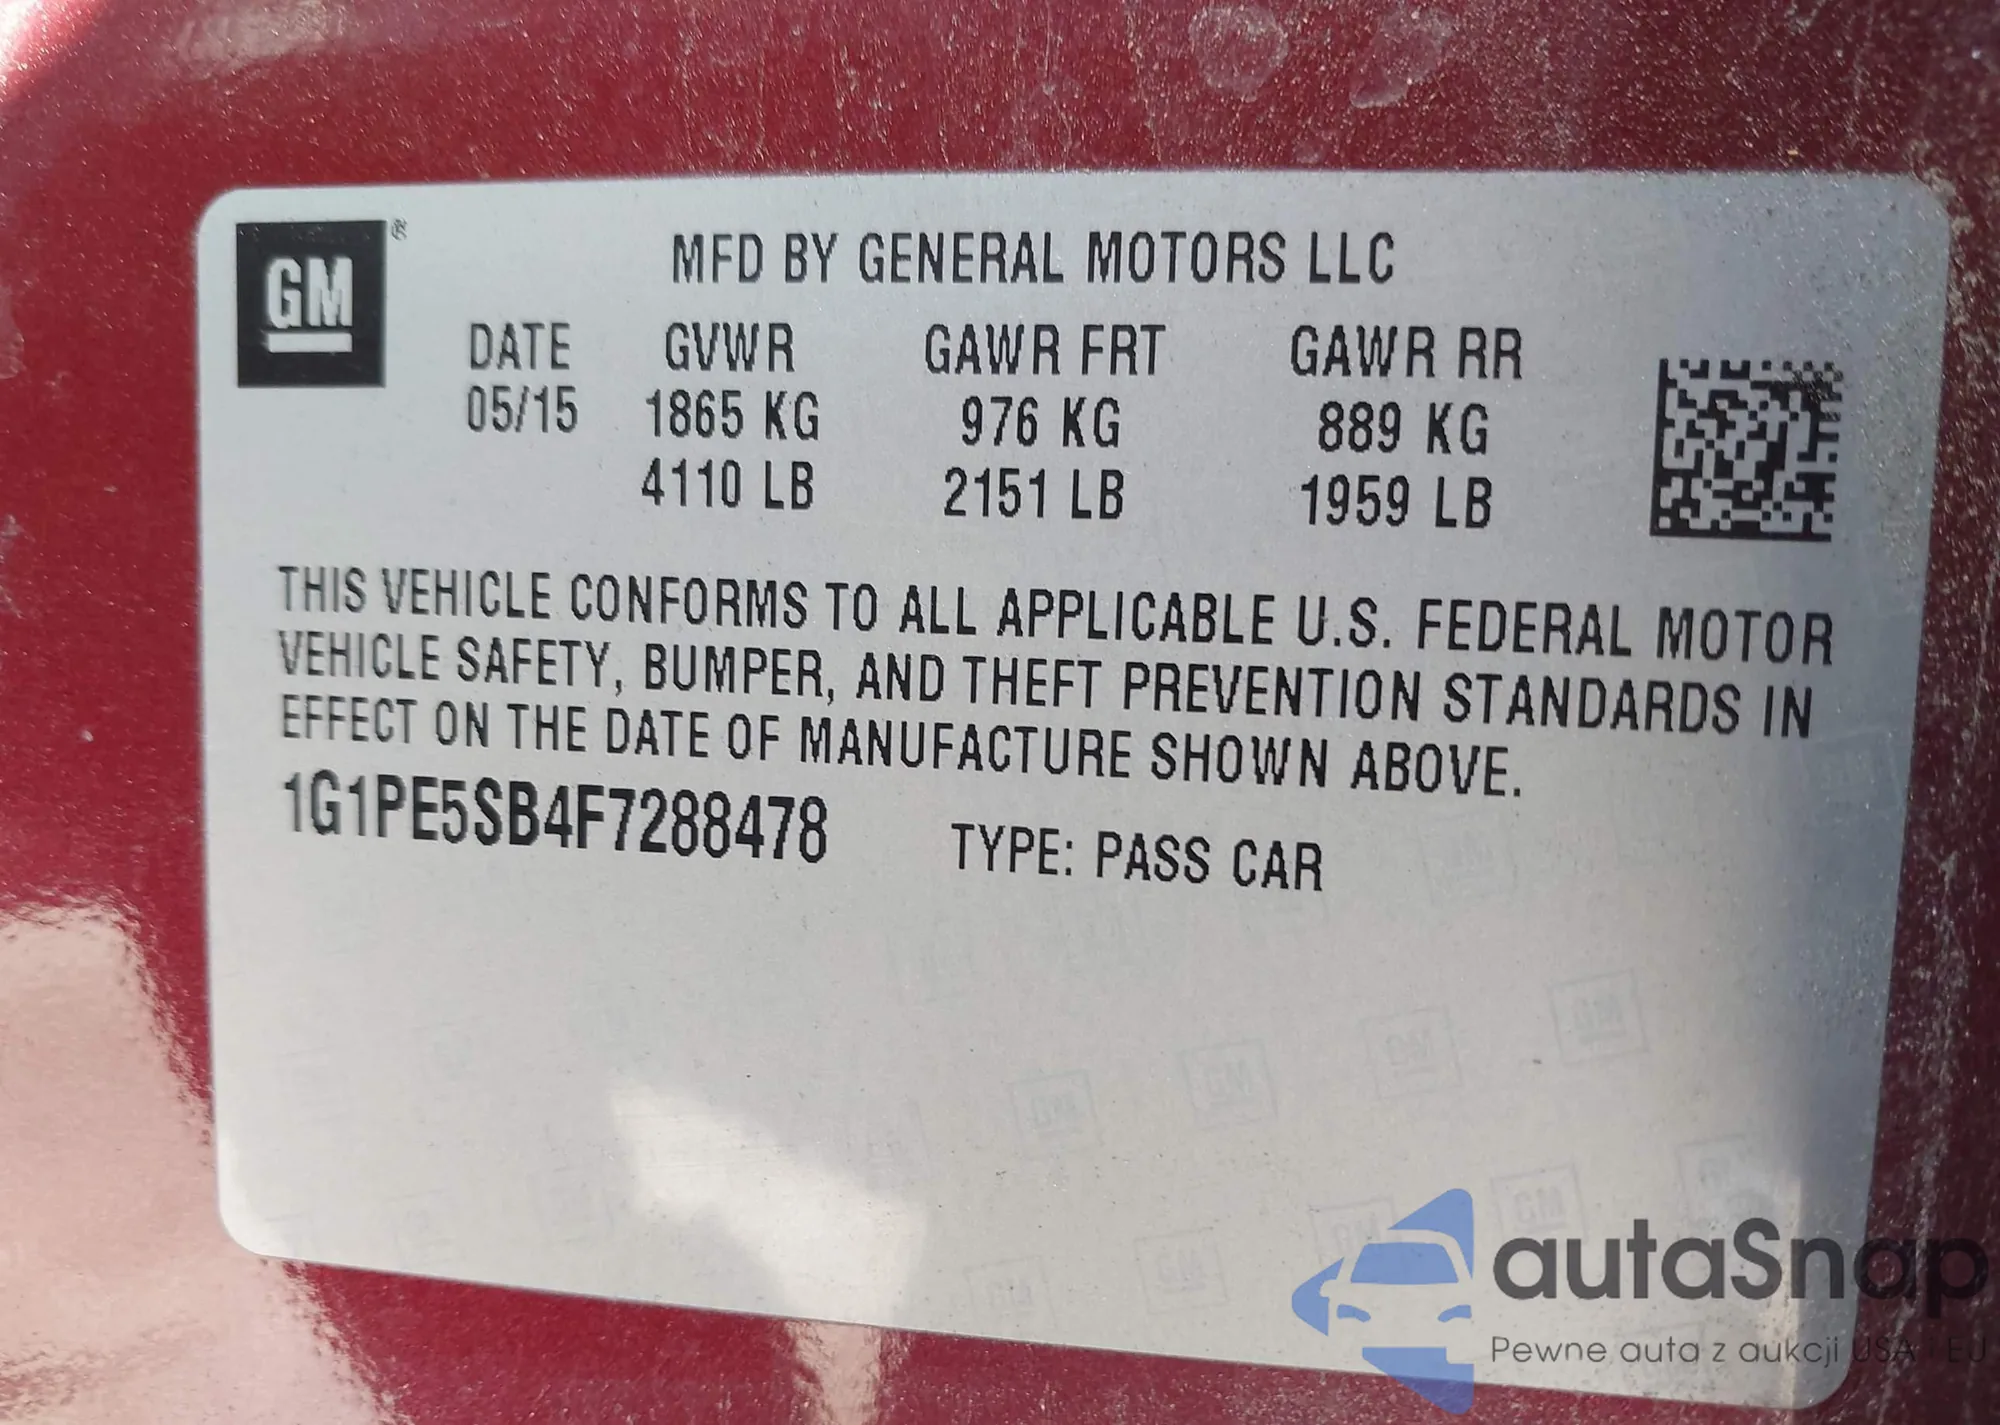 GM ®
MFD BY GENERAL MOTORS LLC
DATE GVWR GAWR FRT GAWR RR
05/15 1865 KG 976 KG 889 KG
4110 LB 2151 LB 1959 LB
THIS VEHICLE CONFORMS TO ALL APPLICABLE U.S. FEDERAL MOTOR
VEHICLE SAFETY, BUMPER, AND THEFT PREVENTION STANDARDS IN
EFFECT ON THE DATE OF MANUFACTURE SHOWN ABOVE.
1G1PE5SB4F7288478 TYPE: PASS CAR
autaSnap
Pewne auta z aukcji USA i EU